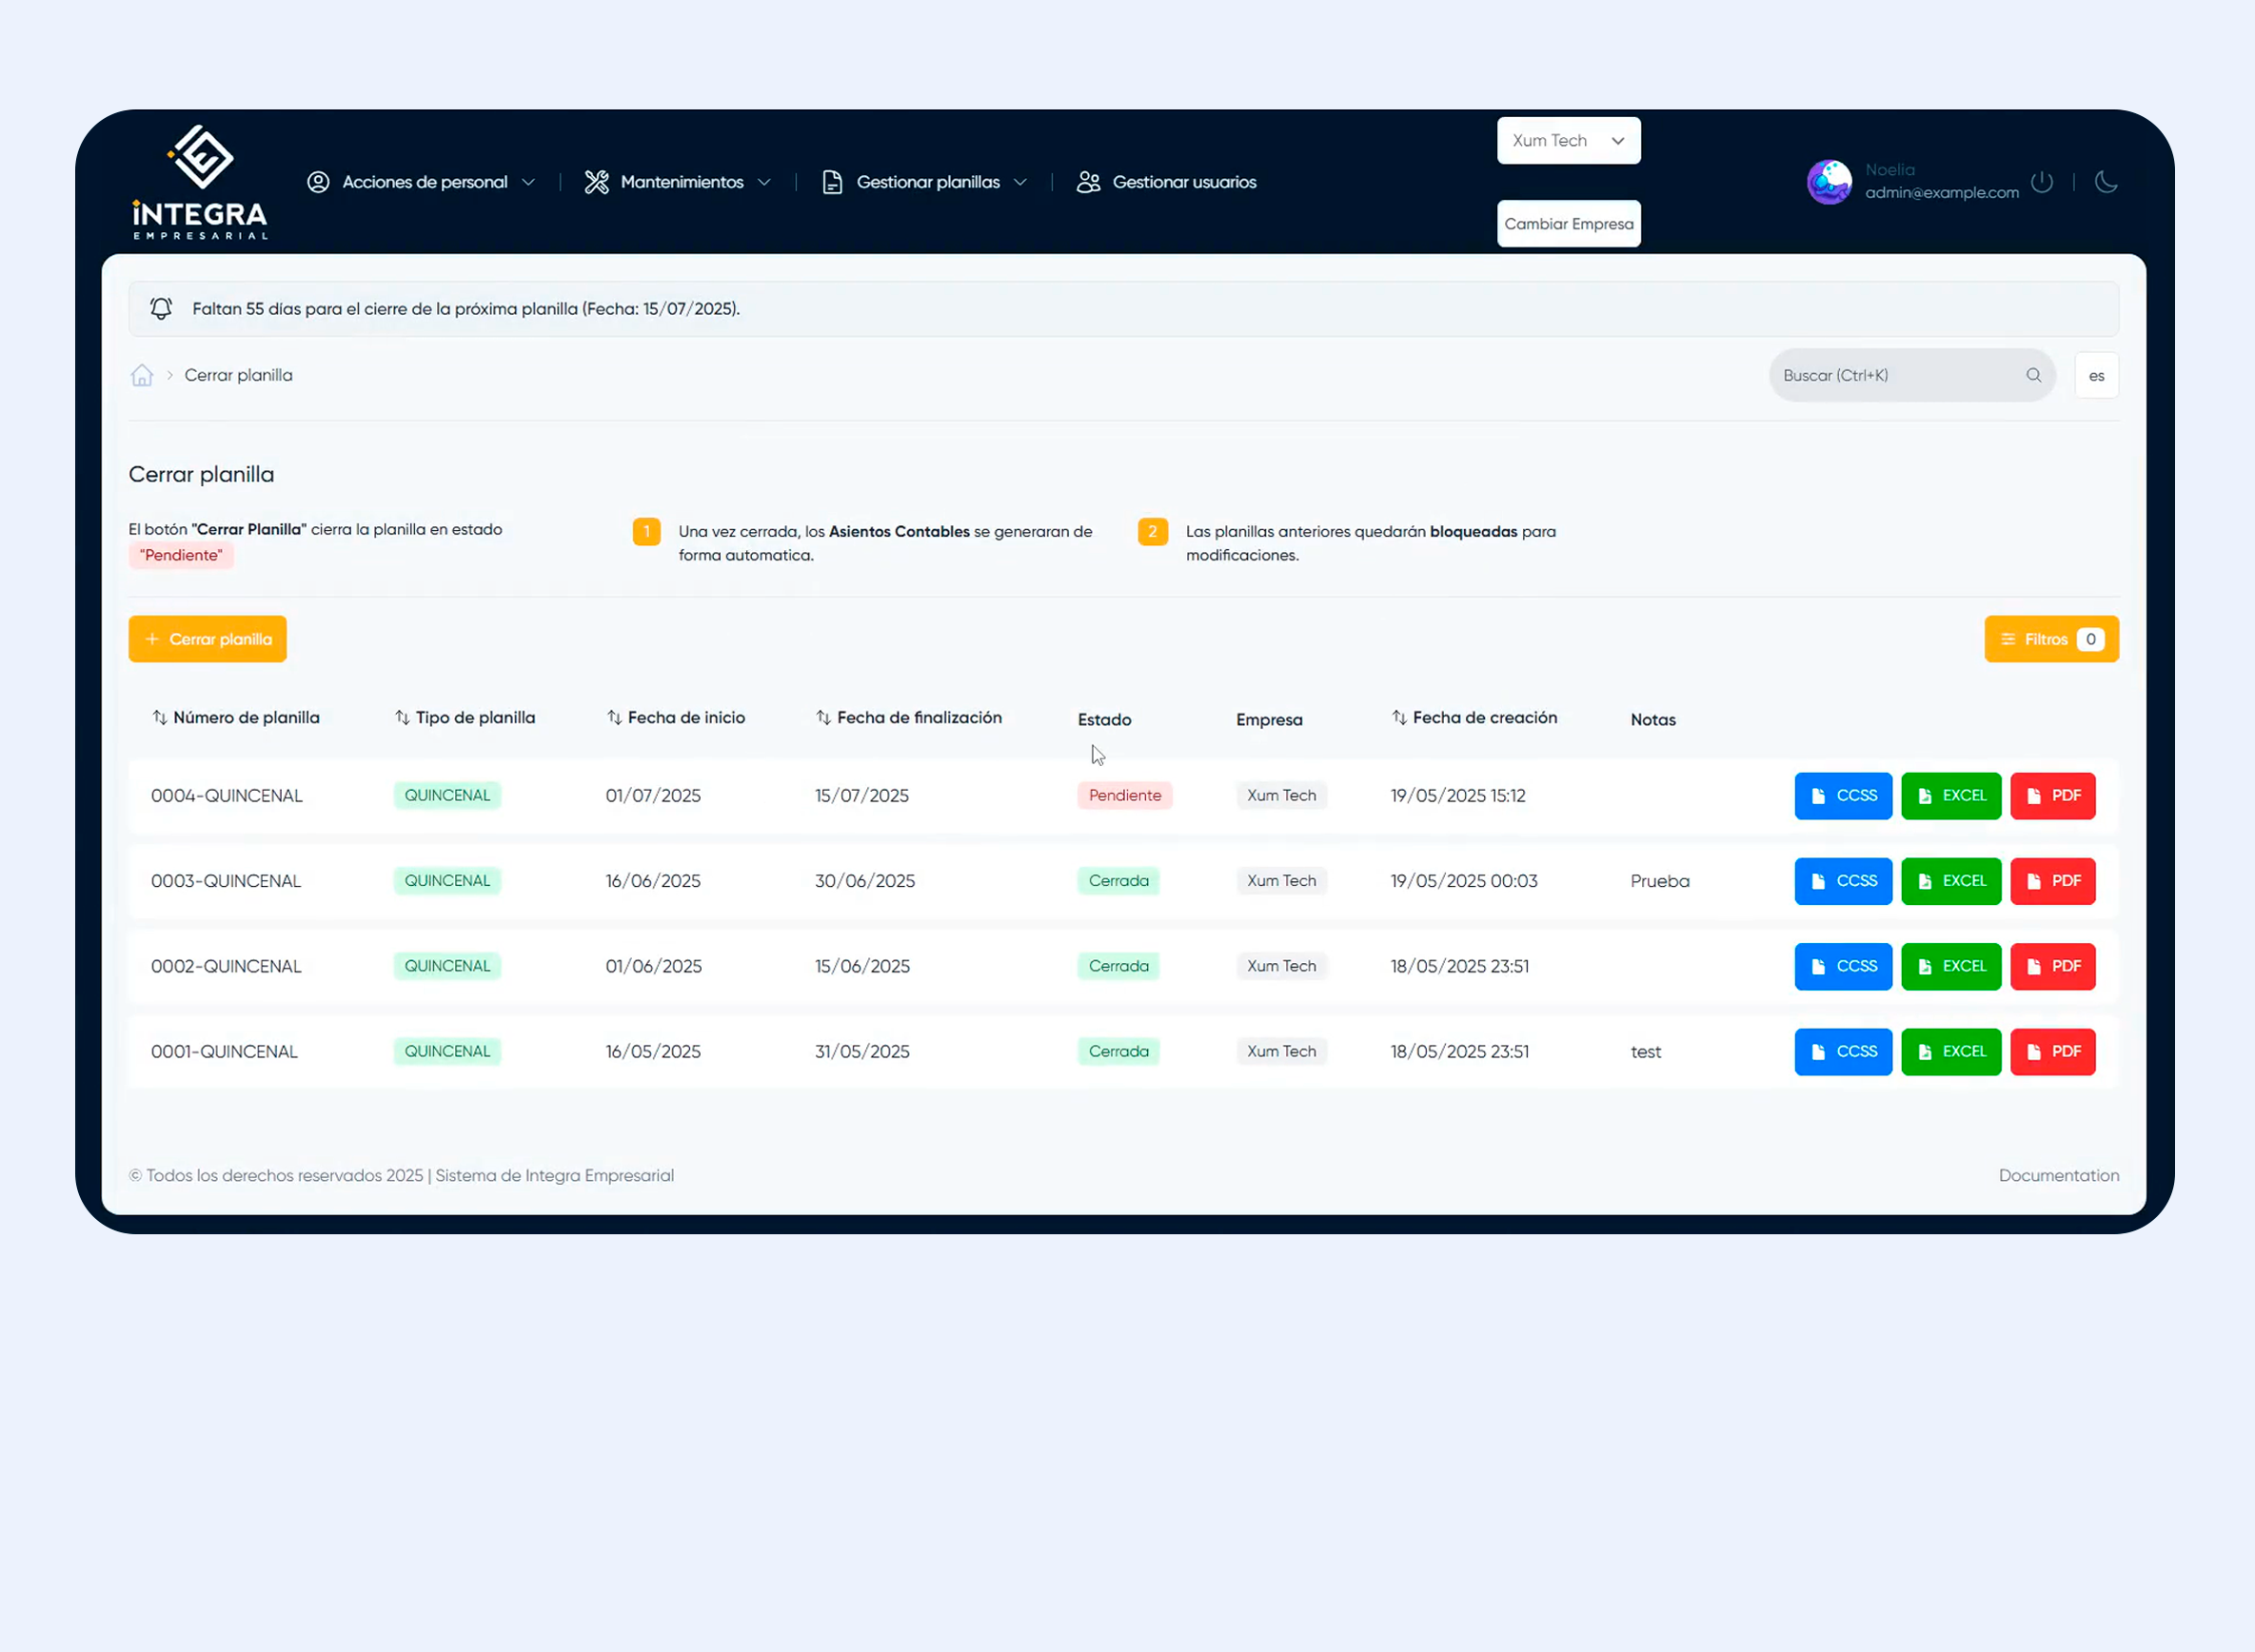 Xum Tech
Acciones de personal
Mantenimientos
Gestionar planillas
Gestionar usuarios
Noelia
admin@example.com
iNTEGRA
EMPRESARIAL
Cambiar Empresa
Faltan 55 días para el cierre de la próxima planilla (Fecha: 15/07/2025).
Cerrar planilla
Buscar (Ctrl+K)
es
Cerrar planilla
El botón "Cerrar Planilla" cierra la planilla en estado
"Pendiente"
1
Una vez cerrada, los Asientos Contables se generaran de
forma automatica.
2
Las planillas anteriores quedarán bloqueadas para
modificaciones.
+ Cerrar planilla
Filtros 0
Número de planilla Tipo de planilla Fecha de inicio Fecha de finalización Estado Empresa Fecha de creación Notas
0004-QUINCENAL QUINCENAL 01/07/2025 15/07/2025 Pendiente Xum Tech 19/05/2025 15:12 CCSS EXCEL PDF
0003-QUINCENAL QUINCENAL 16/06/2025 30/06/2025 Cerrada Xum Tech 19/05/2025 00:03 Prueba CCSS EXCEL PDF
0002-QUINCENAL QUINCENAL 01/06/2025 15/06/2025 Cerrada Xum Tech 18/05/2025 23:51 CCSS EXCEL PDF
0001-QUINCENAL QUINCENAL 16/05/2025 31/05/2025 Cerrada Xum Tech 18/05/2025 23:51 test CCSS EXCEL PDF
© Todos los derechos reservados 2025 | Sistema de Integra Empresarial
Documentation